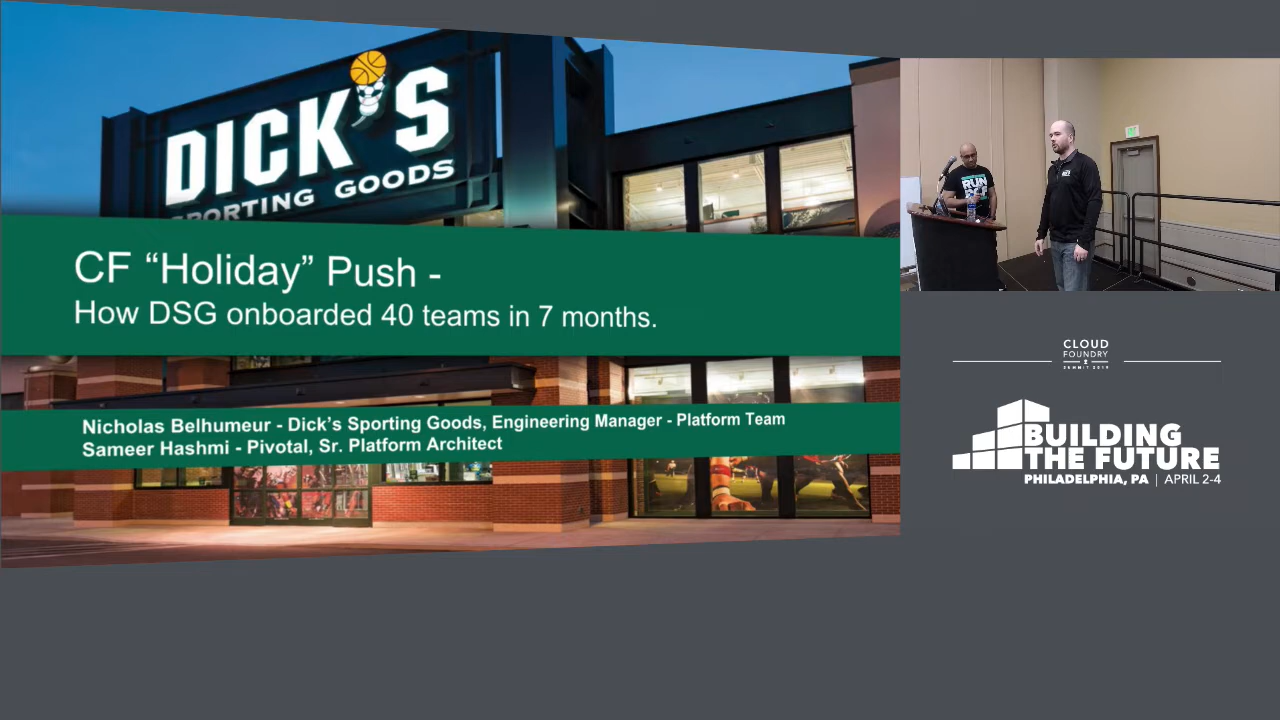 DICK'S
SPORTING GOODS
CF “Holiday” Push -
How DSG onboarded 40 teams in 7 months.
Nicholas Belhumeur - Dick’s Sporting Goods, Engineering Manager - Platform Team
Sameer Hashmi - Pivotal, Sr. Platform Architect
RUN
CLOUD
FOUNDRY
SUMMIT 2019
BUILDING
THE FUTURE
PHILADELPHIA, PA | APRIL 2-4